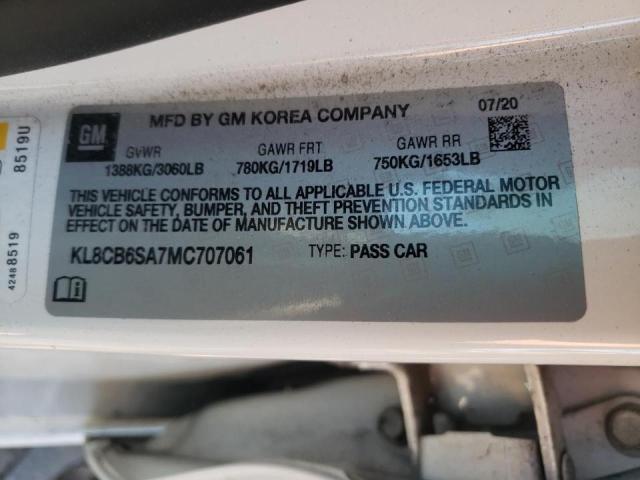 GM
MFD BY GM KOREA COMPANY
07/20
GVWR
GAWR FRT
GAWR RR
1388KG/3060LB
780KG/1719LB
750KG/1653LB
THIS VEHICLE CONFORMS TO ALL APPLICABLE U.S. FEDERAL MOTOR
VEHICLE SAFETY, BUMPER, AND THEFT PREVENTION STANDARDS IN
EFFECT ON THE DATE OF MANUFACTURE SHOWN ABOVE.
KL8CB6SA7MC707061
TYPE: PASS CAR
42488519
8519U